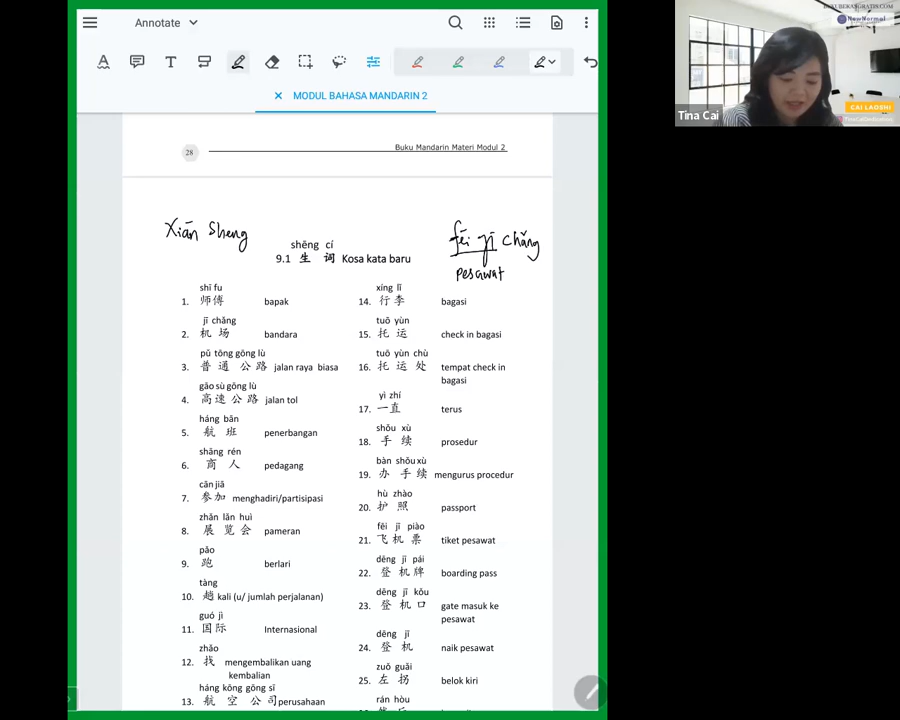 Annotate
MODUL BAHASA MANDARIN 2
28
Buku Mandarin Materi Modul 2
Xiān Sheng
fēi jī chǎng
pesawat
shēng cí
9.1 生 词 Kosa kata baru
shī fu
1. 师傅 bapak
jī chǎng
2. 机 场 bandara
pǔ tōng gōng lù
3. 普 通 公 路 jalan raya biasa
gāo sù gōng lù
4. 高 速 公 路 jalan tol
háng bān
5. 航 班 penerbangan
shāng rén
6. 商 人 pedagang
cān jiā
7. 参加 menghadiri/partisipasi
zhǎn lǎn huì
8. 展 览 会 pameran
pǎo
9. 跑 berlari
tàng
10. 趟 kali (u/ jumlah perjalanan)
guó jì
11. 国际 Internasional
zhǎo
12. 找 mengembalikan uang
kembalian
háng kōng gōng sī
13. 航 空 公 司 perusahaan
xíng lǐ
14. 行 李 bagasi
tuō yùn
15. 托 运 check in bagasi
tuō yùn chù
16. 托 运 处 tempat check in
bagasi
yì zhí
17. 一直 terus
shǒu xù
18. 手 续 prosedur
bàn shǒu xù
19. 办 手 续 mengurus procedur
hù zhào
20. 护 照 passport
fēi jī piào
21. 飞 机 票 tiket pesawat
dēng jī pái
22. 登 机 牌 boarding pass
dēng jī kǒu
23. 登 机 口 gate masuk ke
pesawat
dēng jī
24. 登 机 naik pesawat
zuǒ guǎi
25. 左 拐 belok kiri
rán hòu
NewNormal
CAI LAOSHI
Tina Cai